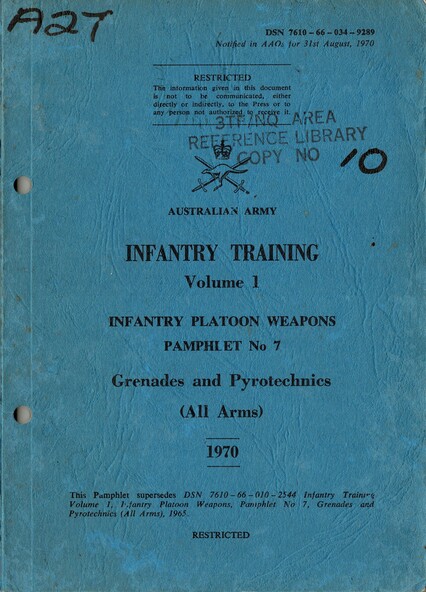 A27
DSN 7610-66-034-9289
Notified in AAOs for 31st August, 1970
RESTRICTED
The information given in this document
is not to be communicated, either
directly or indirectly, to the Press or to
any person not authorized to receive it.
3TF/NQ AREA
REFERENCE LIBRARY
COPY NO 10
AUSTRALIAN ARMY
INFANTRY TRAINING
Volume 1
INFANTRY PLATOON WEAPONS
PAMPHLET No 7
Grenades and Pyrotechnics
(All Arms)
1970
This Pamphlet supersedes DSN 7610-66-010-2544 Infantry Training
Volume 1, Infantry Platoon Weapons, Pamphlet No 7, Grenades and
Pyrotechnics (All Arms), 1965.
RESTRICTED